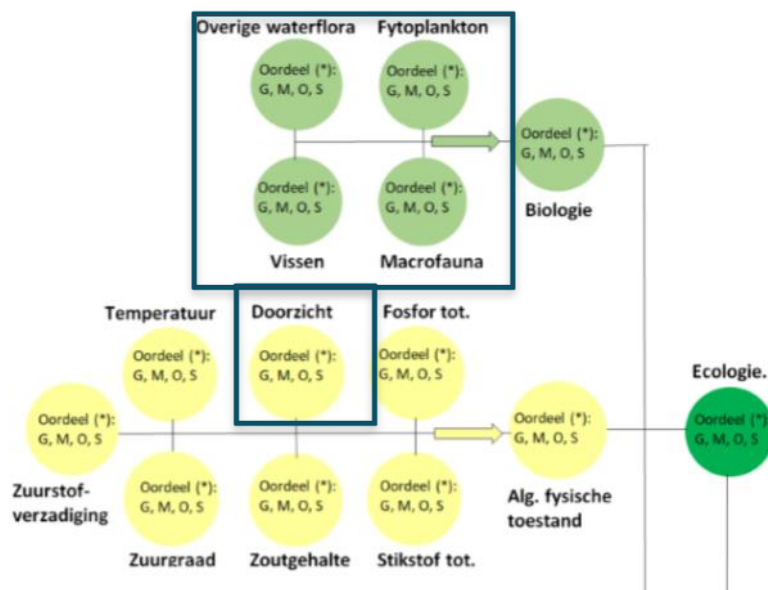 Overige waterflora
Fytoplankton
Oordeel (*):
G, M, O, S
Oordeel (*):
G, M, O, S
Oordeel (*):
G, M, O, S
Biologie
Oordeel (*):
G, M, O, S
Oordeel (*):
G, M, O, S
Vissen
Macrofauna
Temperatuur
Doorzicht
Fosfor tot.
Oordeel (*):
G, M, O, S
Oordeel (*):
G, M, O, S
Oordeel (*):
G, M, O, S
Ecologie.
Oordeel (*):
G, M, O, S
Zuurstof-
verzadiging
Oordeel (*):
G, M, O, S
Alg. fysische
toestand
Oordeel (*):
G, M, O, S
Oordeel (*):
G, M, O, S
Oordeel (*):
G, M, O, S
Oordeel (*):
G, M, O, S
Zuurgraad
Zoutgehalte
Stikstof tot.